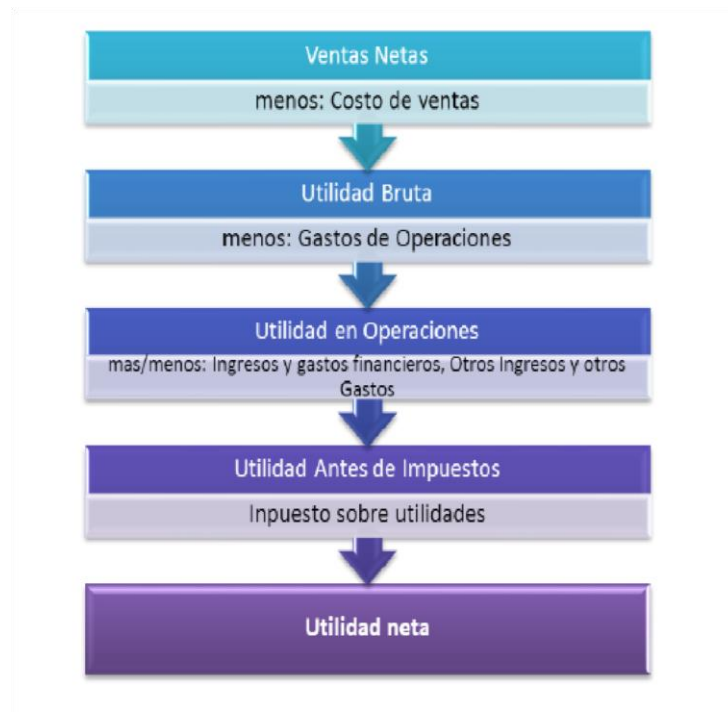 Ventas Netas
menos: Costo de ventas
Utilidad Bruta
menos: Gastos de Operaciones
Utilidad en Operaciones
mas/menos: Ingresos y gastos financieros, Otros Ingresos y otros
Gastos
Utilidad Antes de Impuestos
Inpuesto sobre utilidades
Utilidad neta